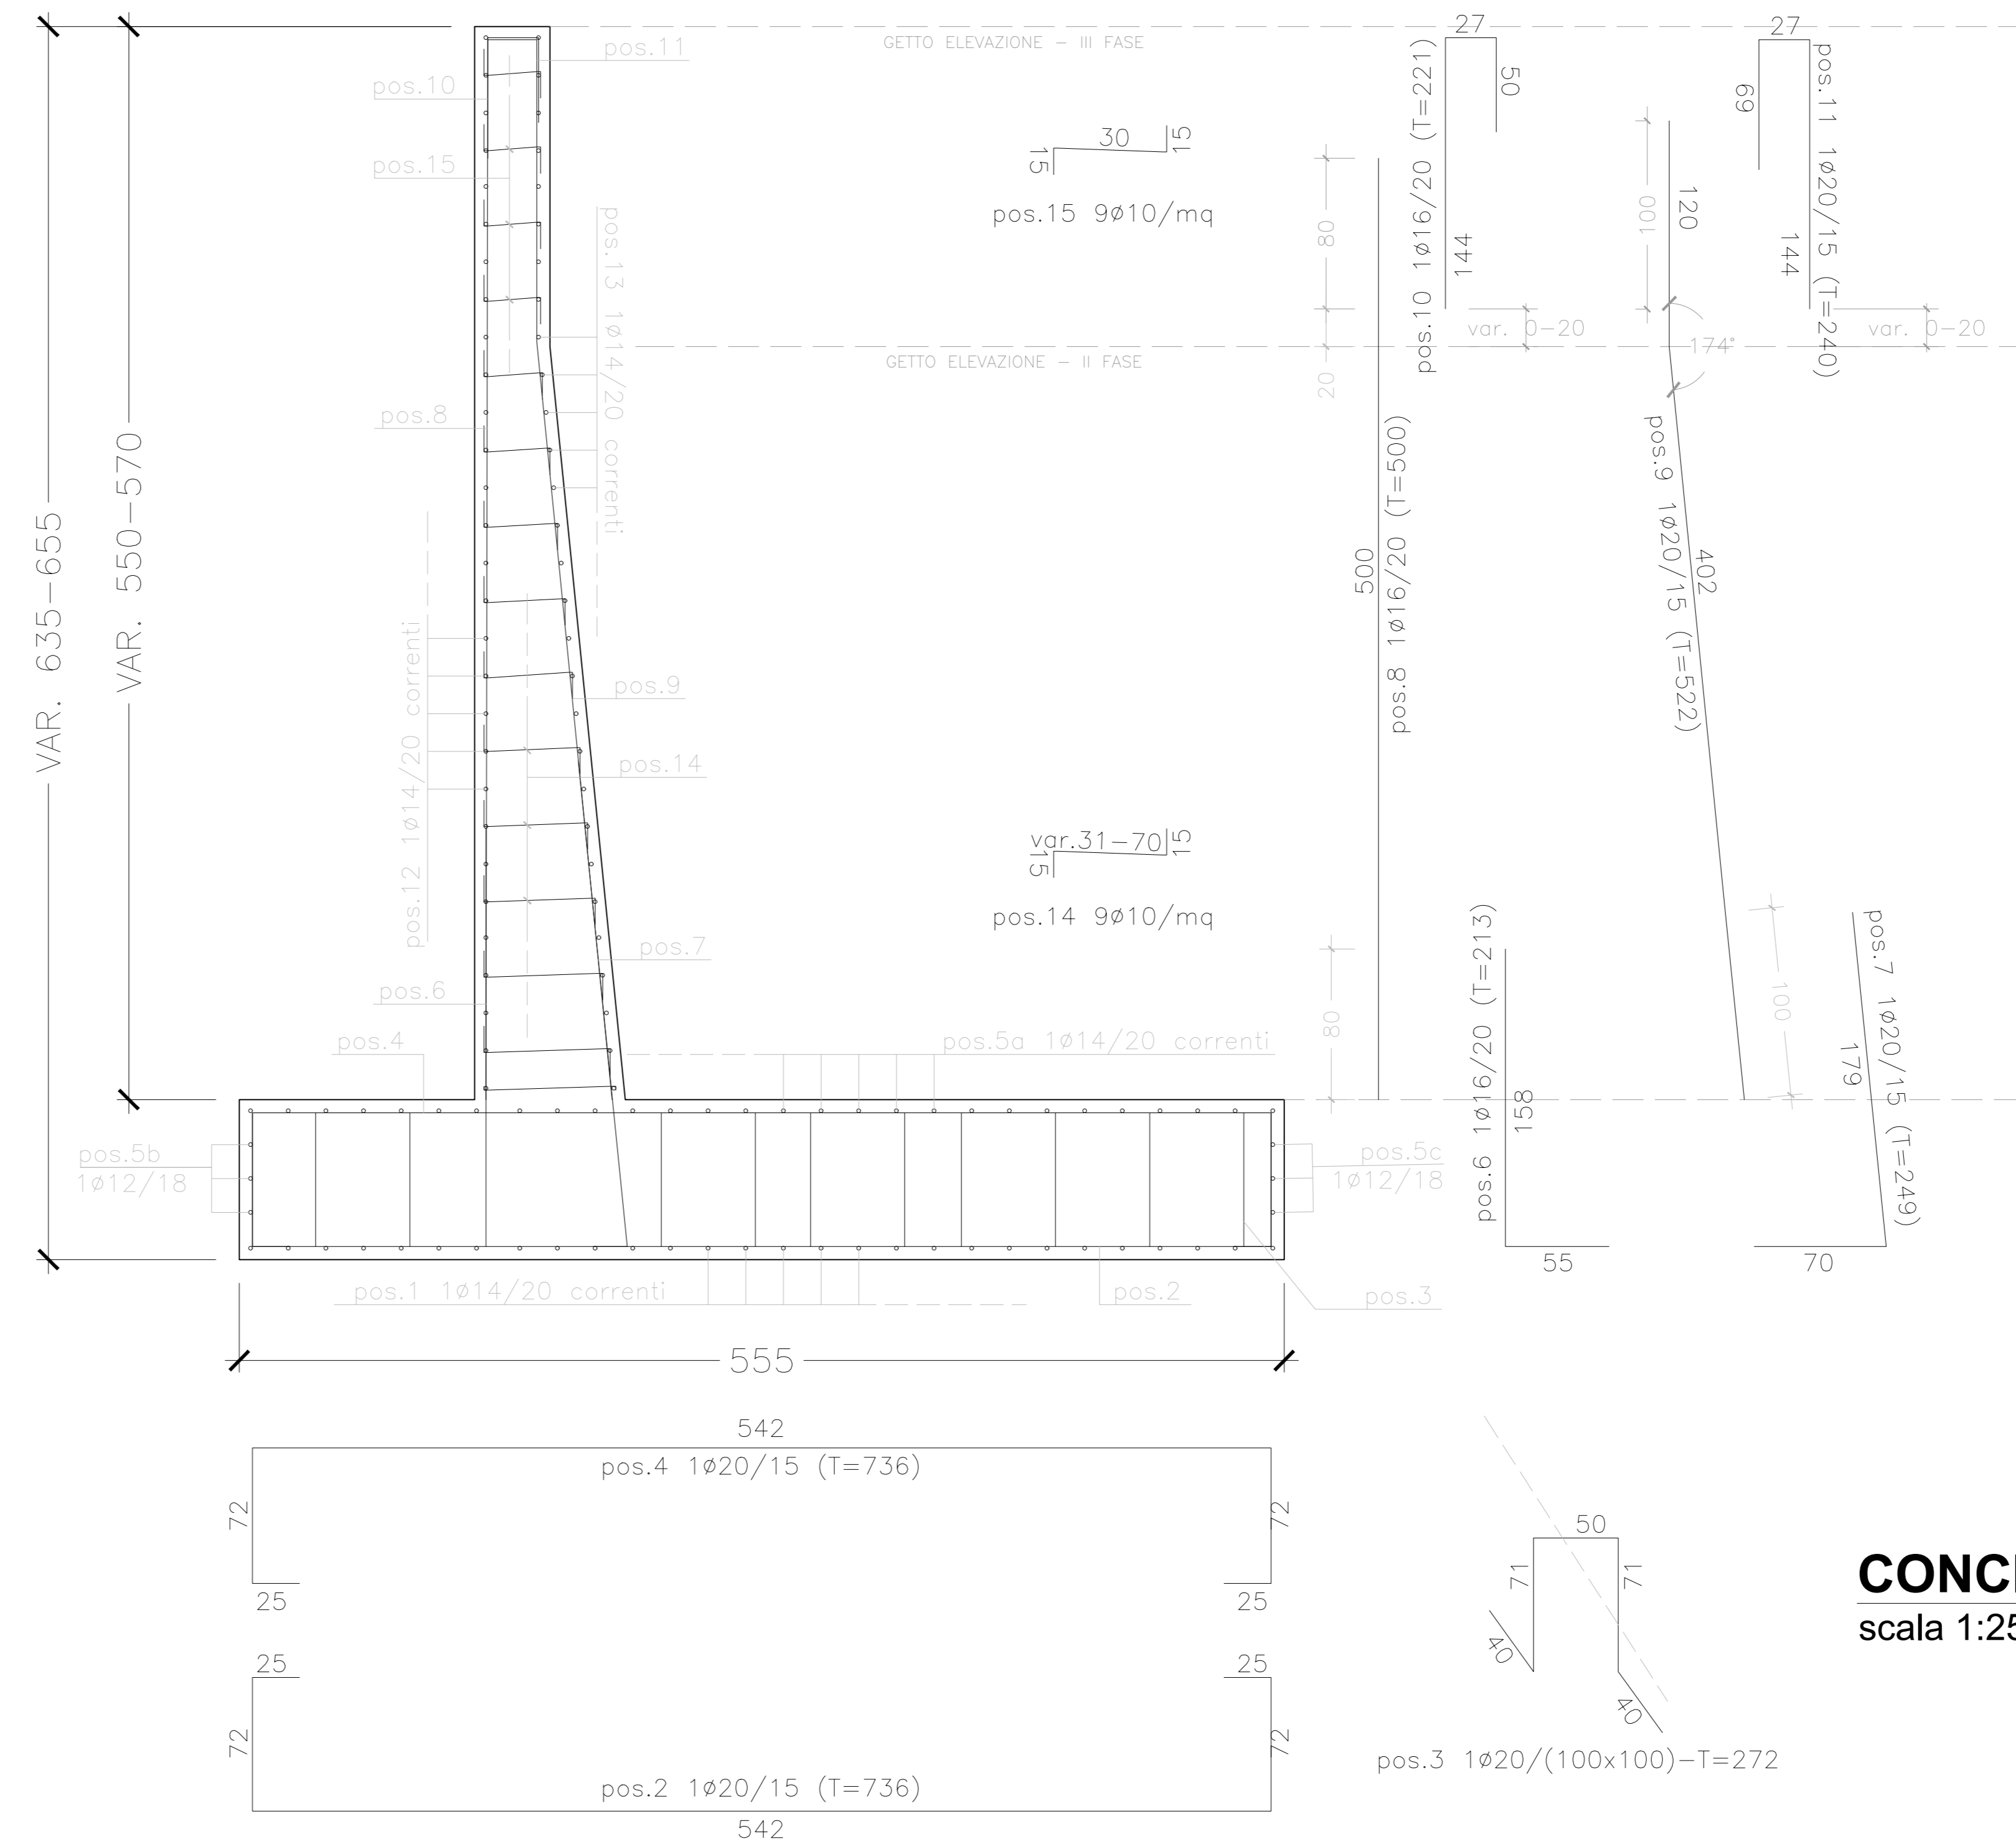 GETTO ELEVAZIONE – III FASE
27
27
pos.11
pos.10
50
69
pos.10 1ø16/20 (T=221)
pos.11 1ø20/15 (T=240)
15
30
15
pos.15 9ø10/mq
pos.15
80
144
100
120
144
pos.13 1ø14/20 correnti
var. 0-20
var. 0-20
174°
GETTO ELEVAZIONE – II FASE
20
pos.8
VAR. 635-655
VAR. 550-570
500
pos.8 1ø16/20 (T=500)
pos.9 1ø20/15 (T=522)
402
pos.12 1ø14/20 correnti
pos.9
pos.14
var.31-70
15
15
pos.14 9ø10/mq
pos.7
pos.6
pos.4
pos.5a 1ø14/20 correnti
80
pos.6 1ø16/20 (T=213)
158
100
pos.7 1ø20/15 (T=249)
179
pos.5b
1ø12/18
pos.5c
1ø12/18
55
70
pos.1 1ø14/20 correnti
pos.2
pos.3
555
542
pos.4 1ø20/15 (T=736)
72
72
25
25
25
25
72
72
pos.2 1ø20/15 (T=736)
542
50
71
71
40
40
pos.3 1ø20/(100x100)-T=272
scala 1:25